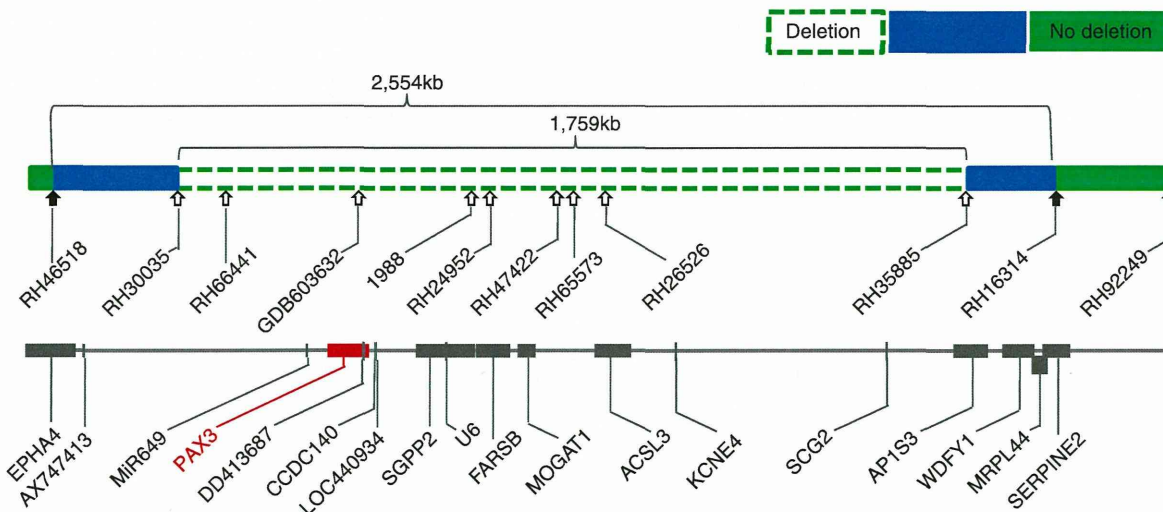 Deletion
No deletion
2,554kb
1,759kb
RH46518
RH30035
RH66441
GDB603632
1988
RH24952
RH47422
RH65573
RH26526
RH35885
RH16314
RH92249
EPHA4
AX747413
MiR649
PAX3
DD413687
CCDC140
LOC440934
SGPP2
U6
FARSB
MOGAT1
ACSL3
KCNE4
SCG2
AP1S3
WDFY1
MRPL44
SERPINE2